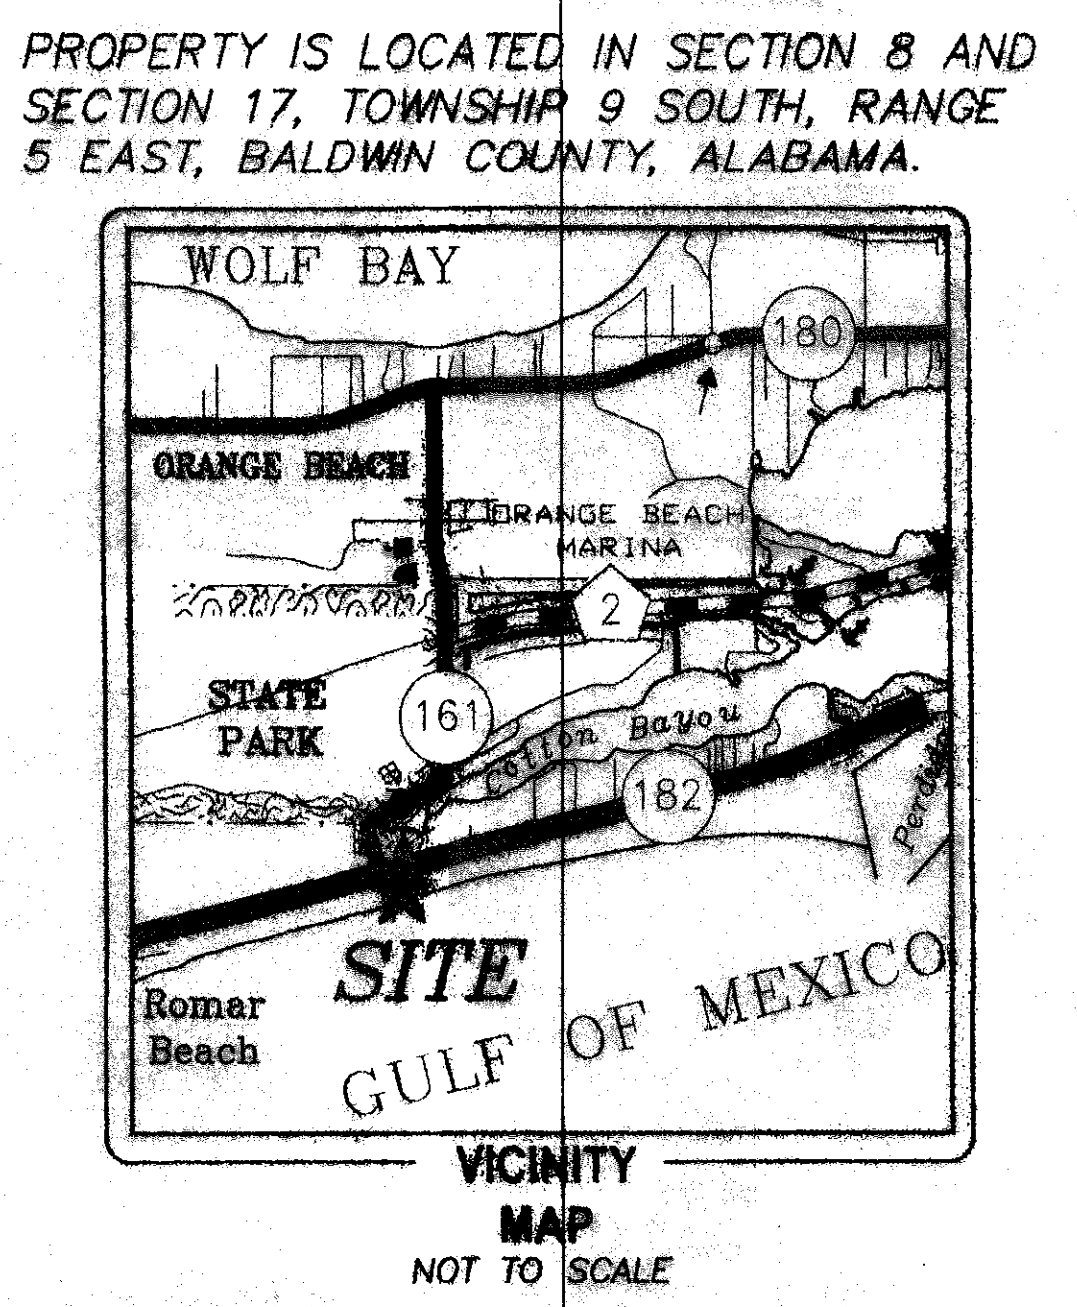 PROPERTY IS LOCATED IN SECTION 8 AND
SECTION 17, TOWNSHIP 9 SOUTH, RANGE
5 EAST, BALDWIN COUNTY, ALABAMA.
WOLF BAY
180
ORANGE BEACH
ORANGE BEACH
MARINA
2
STATE
PARK
161
Cotton Bayou
182
Perdido
SITE
Romar
Beach
GULF OF MEXICO
VICINITY
MAP
NOT TO SCALE